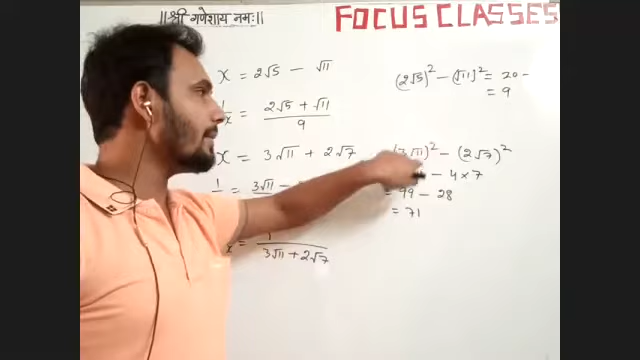 ||श्री गणेशाय नमः||
FOCUS CLASSES
x = 2√5 - √11
(2√5)² - (√11)² = 20 -
= 9
x = (2√5 + √11)/9
x = 3√11 + 2√7
√11)² - (2√7)²
- 4×7
1/ = 3√11 -
= 99 - 28
= 71
x = 1/(3√11 + 2√7)